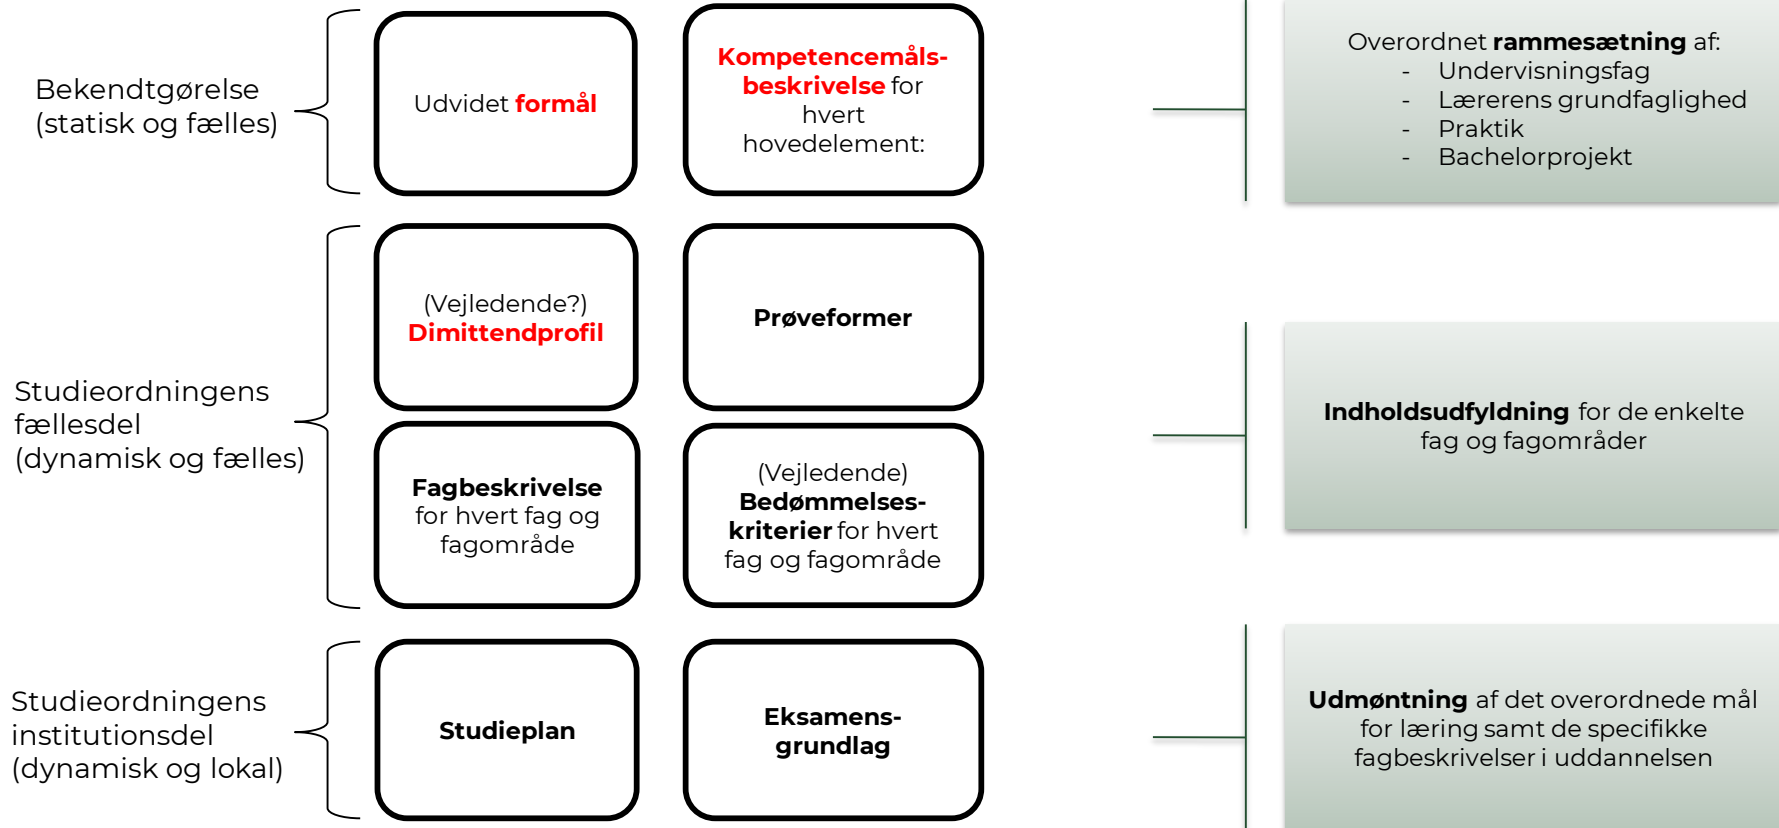 Bekendtgørelse
(statisk og fælles)
Udvidet formål
Kompetencemåls-
beskrivelse for
hvert
hovedelement:
Overordnet rammesætning af:
- Undervisningsfag
- Lærerens grundfaglighed
- Praktik
- Bachelorprojekt
Studieordningens
fællesdel
(dynamisk og fælles)
(Vejledende?)
Dimittendprofil
Prøveformer
Fagbeskrivelse
for hvert fag og
fagområde
(Vejledende)
Bedømmelses-
kriterier for hvert
fag og fagområde
Indholdsudfyldning for de enkelte
fag og fagområder
Studieordningens
institutionsdel
(dynamisk og lokal)
Studieplan
Eksamens-
grundlag
Udmøntning af det overordnede mål
for læring samt de specifikke
fagbeskrivelser i uddannelsen